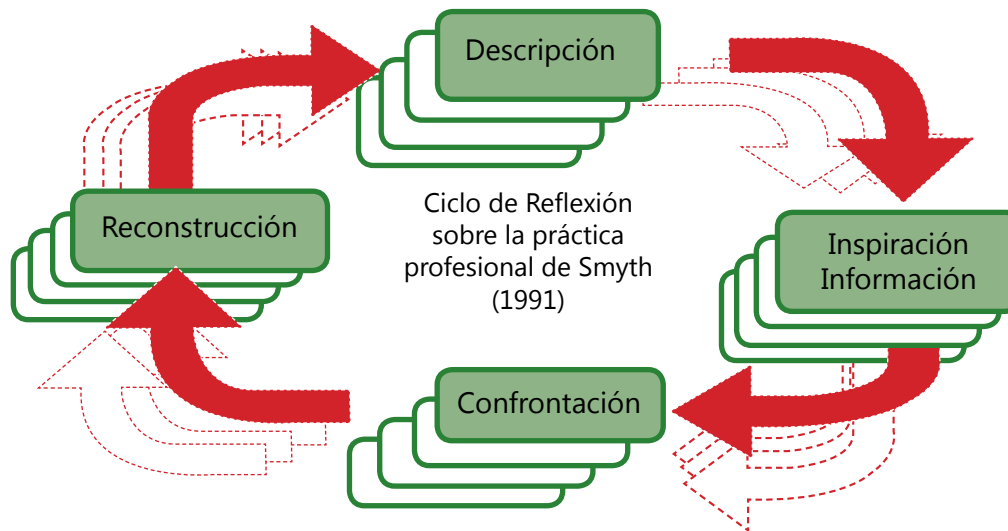 Descripción
Ciclo de Reflexión
sobre la práctica
profesional de Smyth
(1991)
Reconstrucción
Inspiración
Información
Confrontación